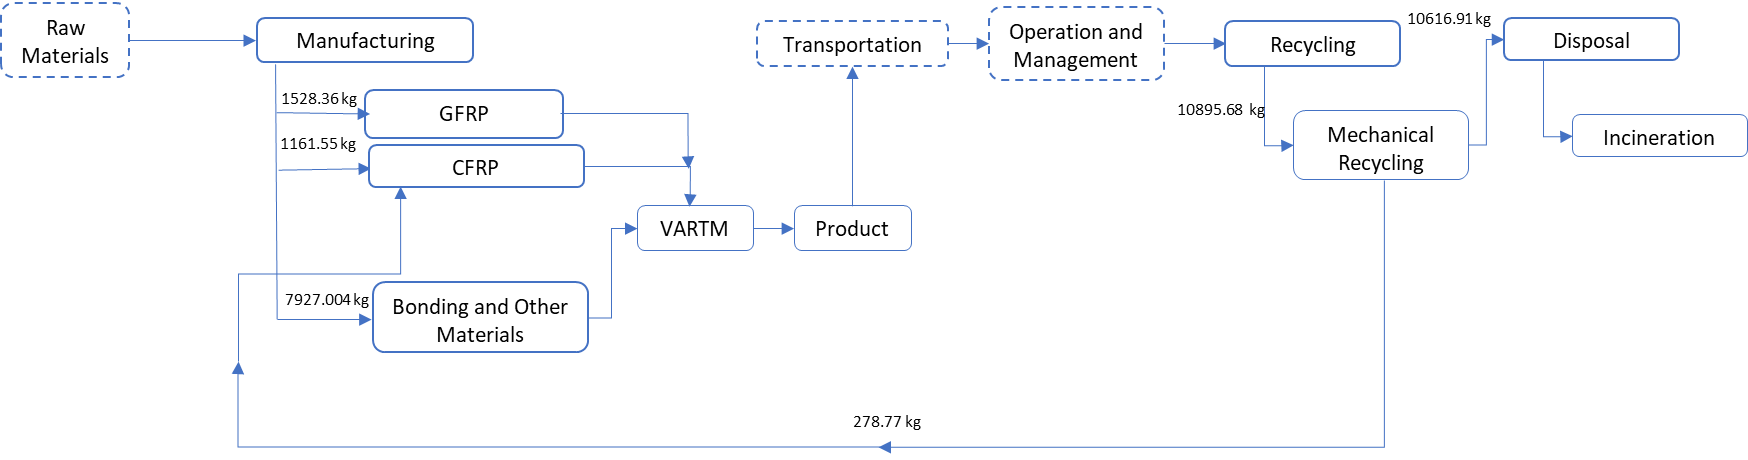 Raw
Materials
Manufacturing
1528.36 kg
GFRP
1161.55 kg
CFRP
7927.004 kg
Bonding and Other
Materials
VARTM
Product
Transportation
Operation and
Management
Recycling
10895.68 kg
Mechanical
Recycling
10616.91 kg
Disposal
Incineration
278.77 kg